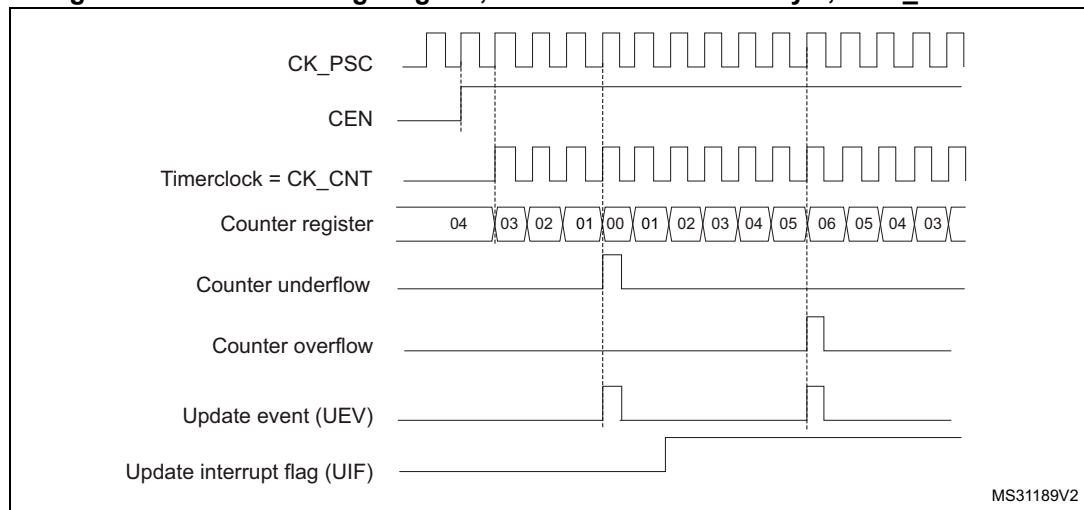 CK_PSC
CEN
Timerclock = CK_CNT
Counter register 04 03 02 01 00 01 02 03 04 05 06 05 04 03
Counter underflow
Counter overflow
Update event (UEV)
Update interrupt flag (UIF)
MS31189V2